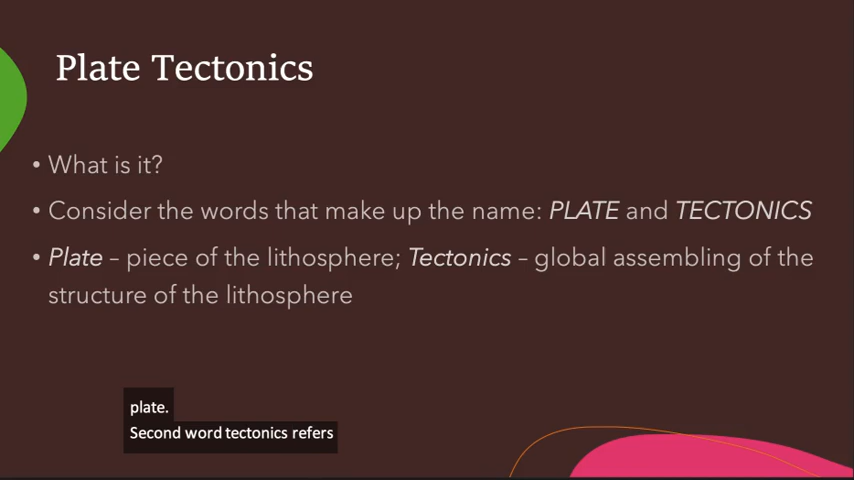 Plate Tectonics
• What is it?
• Consider the words that make up the name: PLATE and TECTONICS
• Plate – piece of the lithosphere; Tectonics – global assembling of the
structure of the lithosphere
plate.
Second word tectonics refers